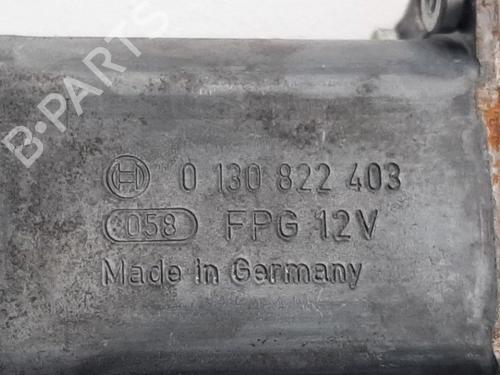 B-PARTS
0 130 822 403
058 FPG 12V
Made in Germany